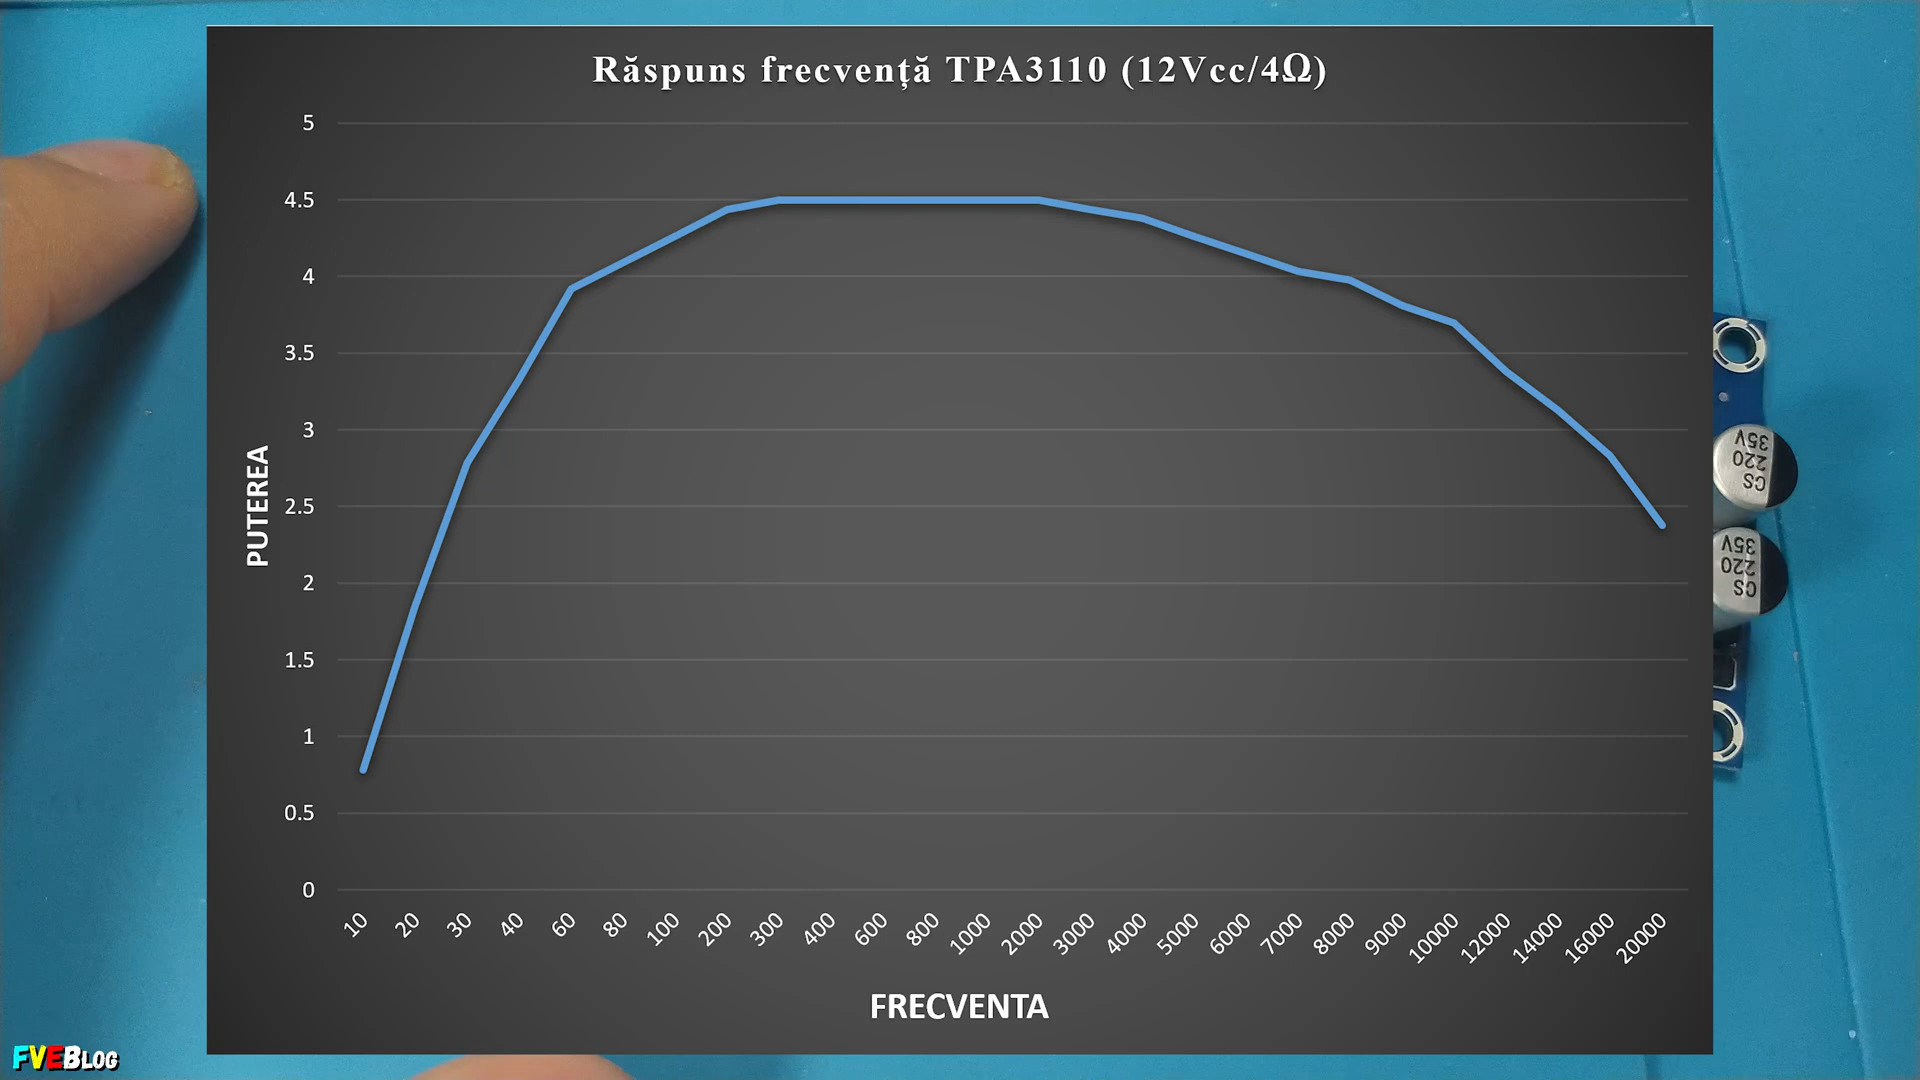 Răspuns frecvență TPA3110 (12Vcc/4Ω)
5
4.5
4
3.5
3
2.5
2
1.5
1
0.5
0
PUTEREA
10 20 30 40 60 80 100 200 300 400 600 800 1000 2000 3000 4000 5000 6000 7000 8000 9000 10000 12000 14000 16000 20000
FRECVENTA
35V
220
CS
35V
220
CS
FVEBLOG